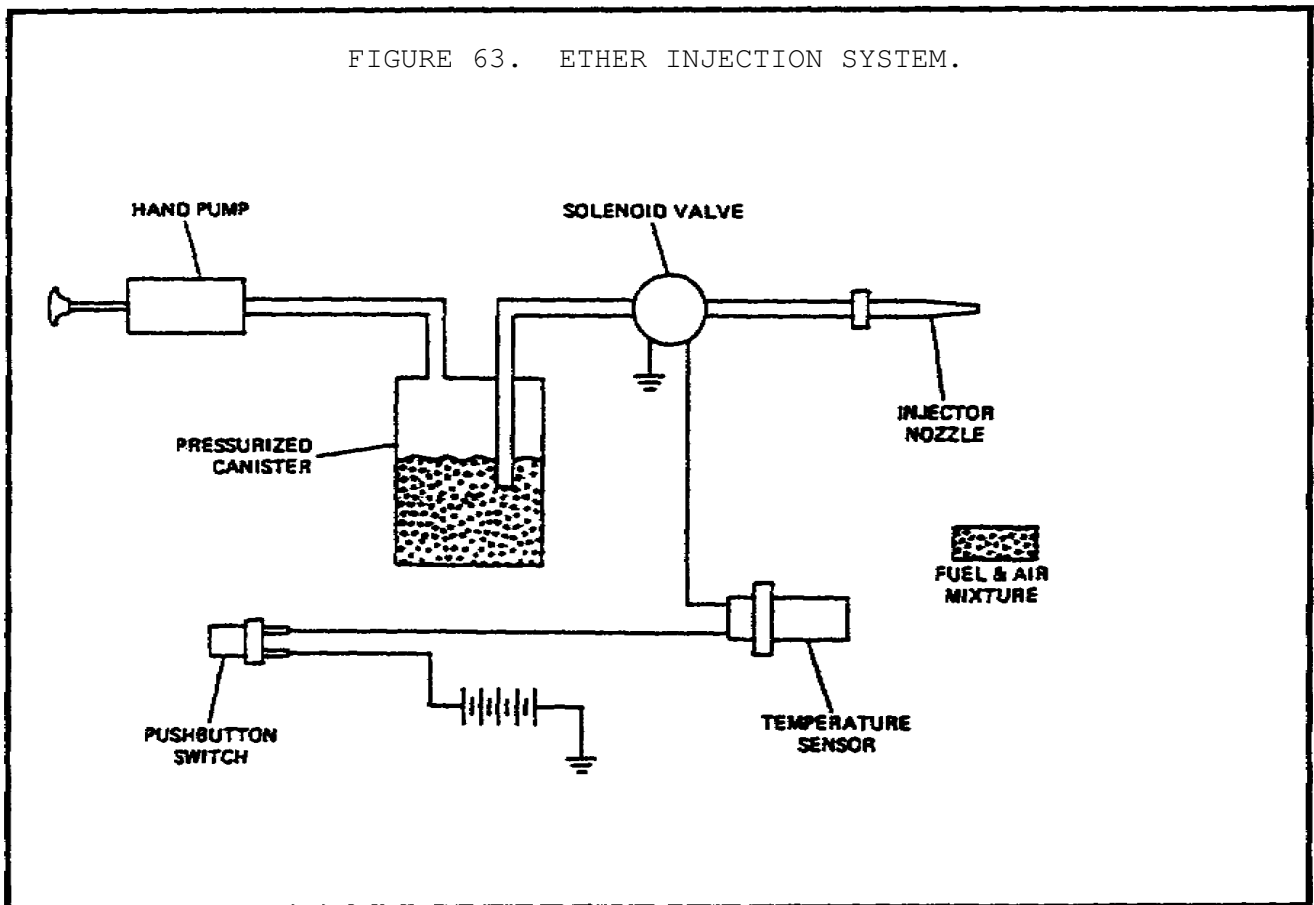 FIGURE 63. ETHER INJECTION SYSTEM.
HAND PUMP
SOLENOID VALVE
INJECTOR
NOZZLE
PRESSURIZED
CANISTER
FUEL & AIR
MIXTURE
PUSHBUTTON
SWITCH
TEMPERATURE
SENSOR